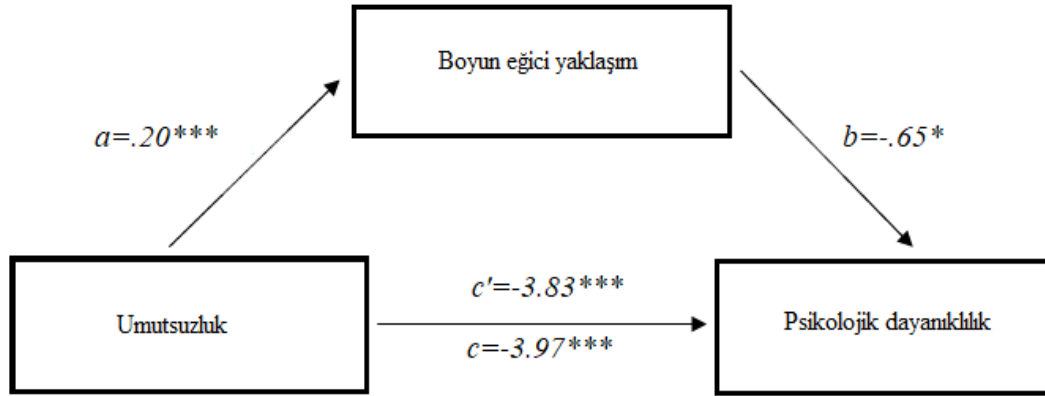 Boyun eğici yaklaşım
a=.20***
b=-.65*
Umutsuzluk
c'=-3.83***
c=-3.97***
Psikolojik dayanıklılık